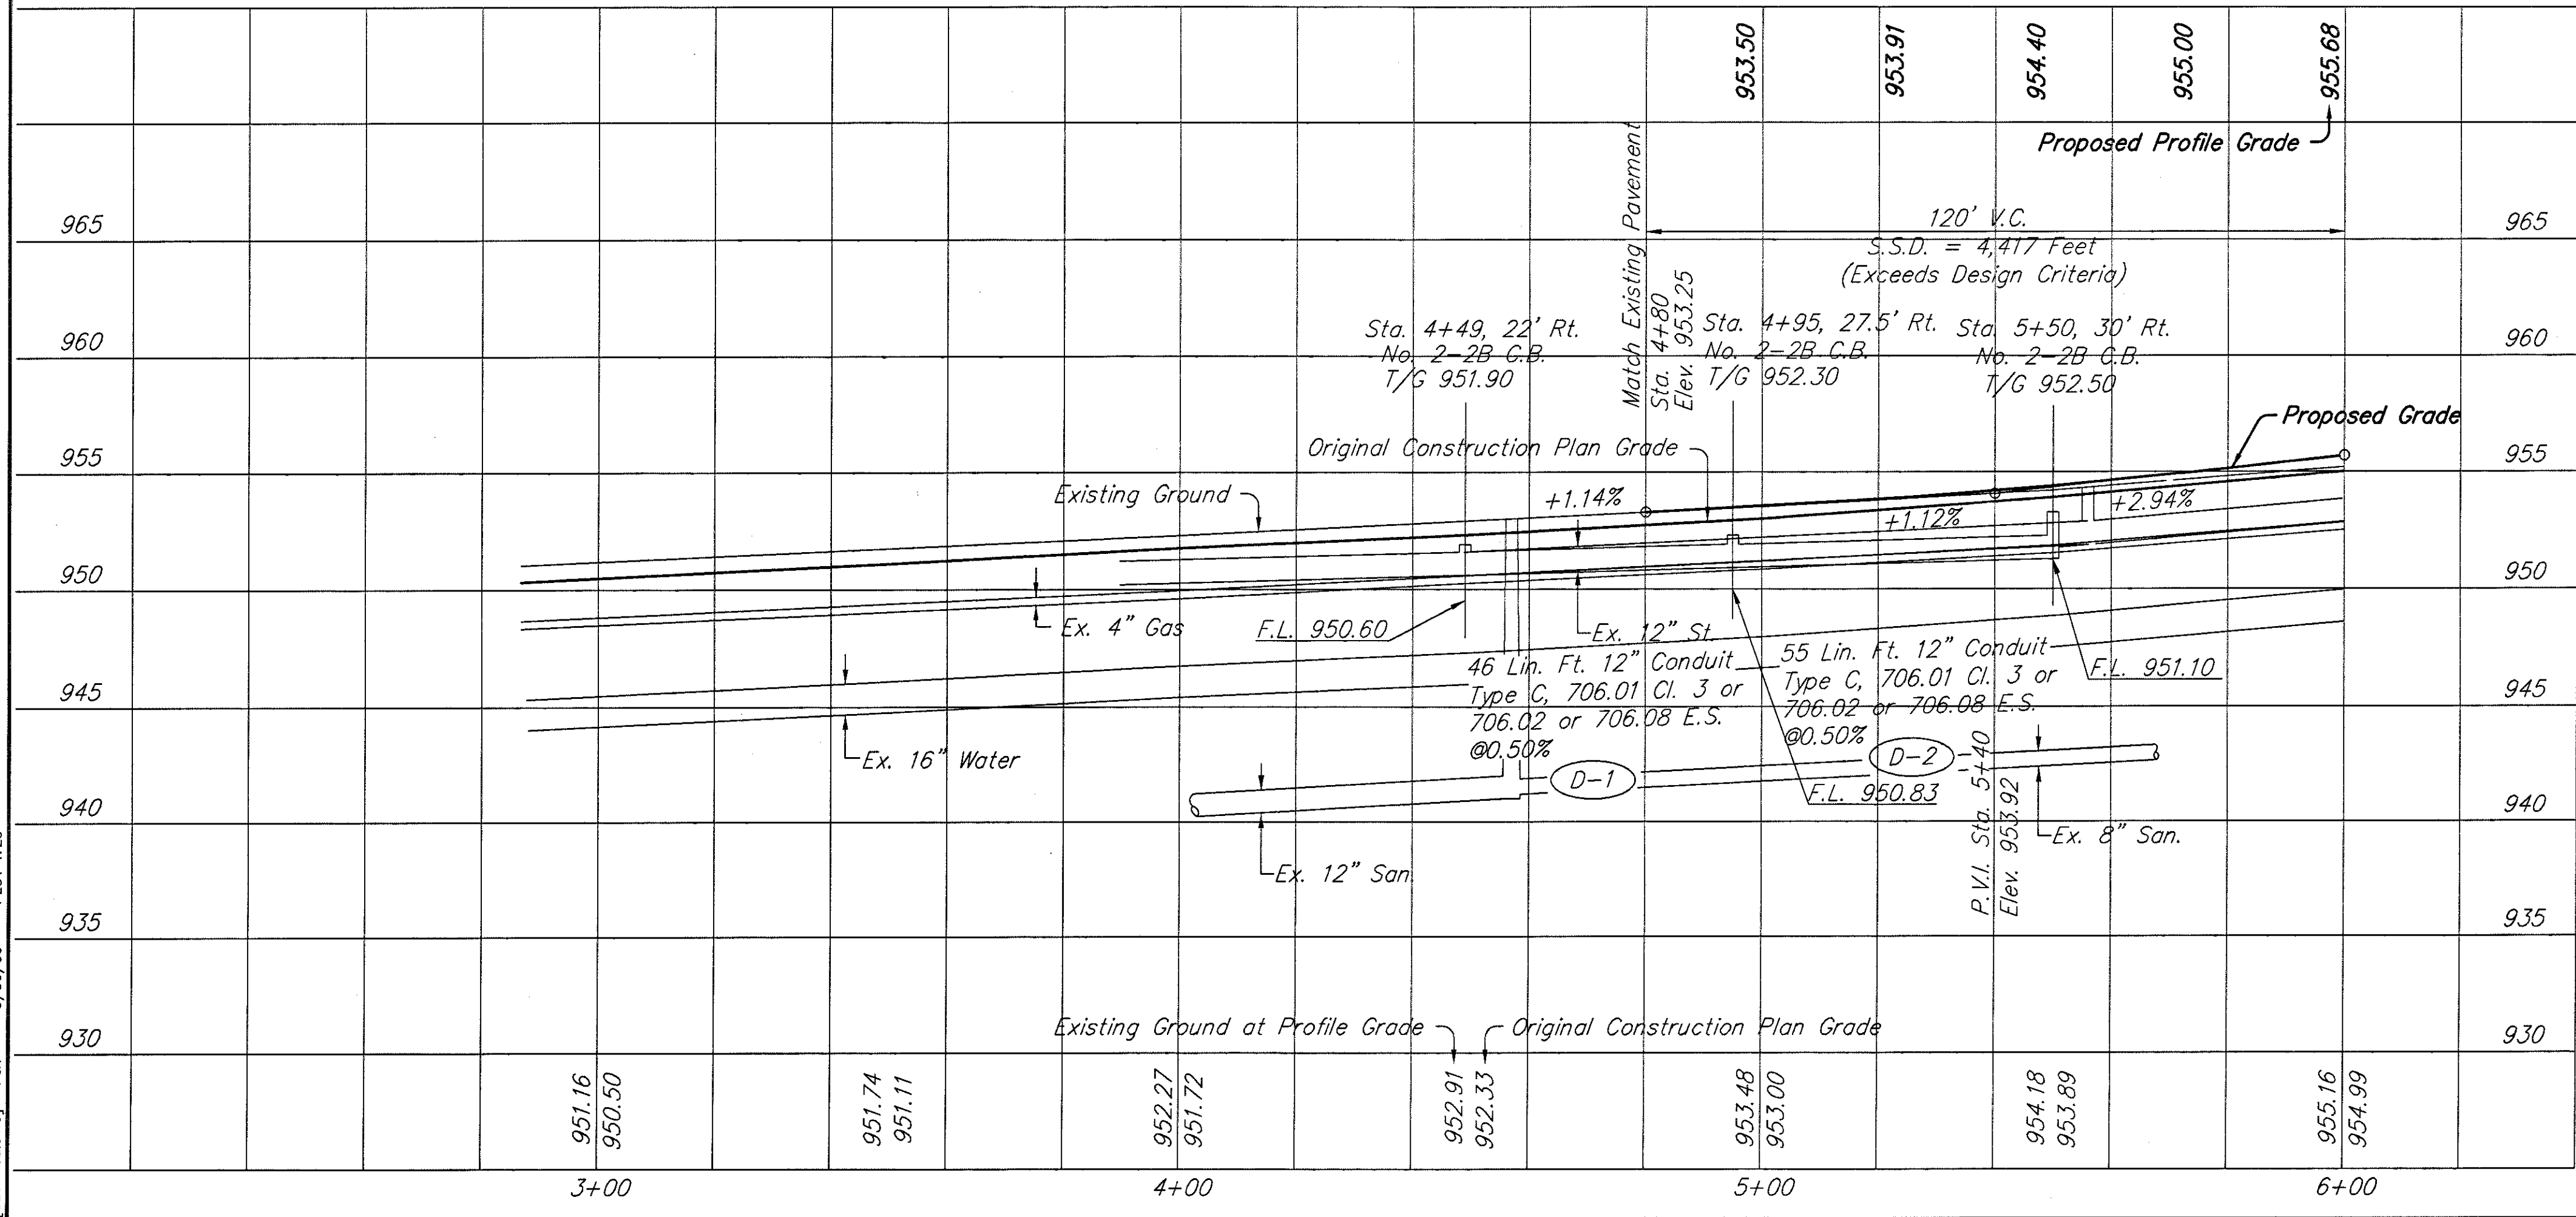 953.50
953.91
954.40
955.00
955.68
Proposed Profile Grade
965
965
120' V.C.
S.S.D. = 4,417 Feet
(Exceeds Design Criteria)
Match Existing Pavement
Sta. 4+80
Elev. 953.25
Sta. 4+49, 22' Rt.
No. 2-2B C.B.
T/G 951.90
Sta. 4+95, 27.5' Rt.
No. 2-2B C.B.
T/G 952.30
Sta. 5+50, 30' Rt.
No. 2-2B C.B.
T/G 952.50
960
960
Proposed Grade
Original Construction Plan Grade
955
955
Existing Ground
+1.14%
+1.12%
+2.94%
950
950
Ex. 4" Gas
F.L. 950.60
Ex. 12" St.
46 Lin. Ft. 12" Conduit
Type C, 706.01 Cl. 3 or
706.02 or 706.08 E.S.
@0.50%
55 Lin. Ft. 12" Conduit
Type C, 706.01 Cl. 3 or
706.02 or 706.08 E.S.
@0.50%
F.L. 951.10
945
945
Ex. 16" Water
D-1
D-2
F.L. 950.83
P.V.I. Sta. 5+40
Elev. 953.92
940
940
Ex. 8" San.
Ex. 12" San
935
935
Existing Ground at Profile Grade
Original Construction Plan Grade
930
930
951.16
950.50
951.74
951.11
952.27
951.72
952.91
952.33
953.48
953.00
954.18
953.89
955.16
954.99
3+00
4+00
5+00
6+00